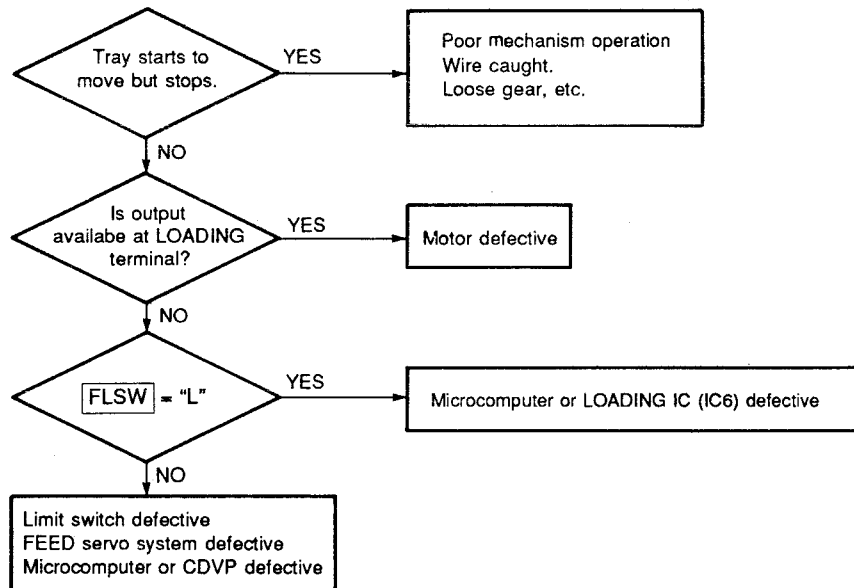 Tray starts to
move but stops.
YES
Poor mechanism operation
Wire caught.
Loose gear, etc.
NO
Is output
availabe at LOADING
terminal?
YES
Motor defective
NO
FLSW = “L”
YES
Microcomputer or LOADING IC (IC6) defective
NO
Limit switch defective
FEED servo system defective
Microcomputer or CDVP defective